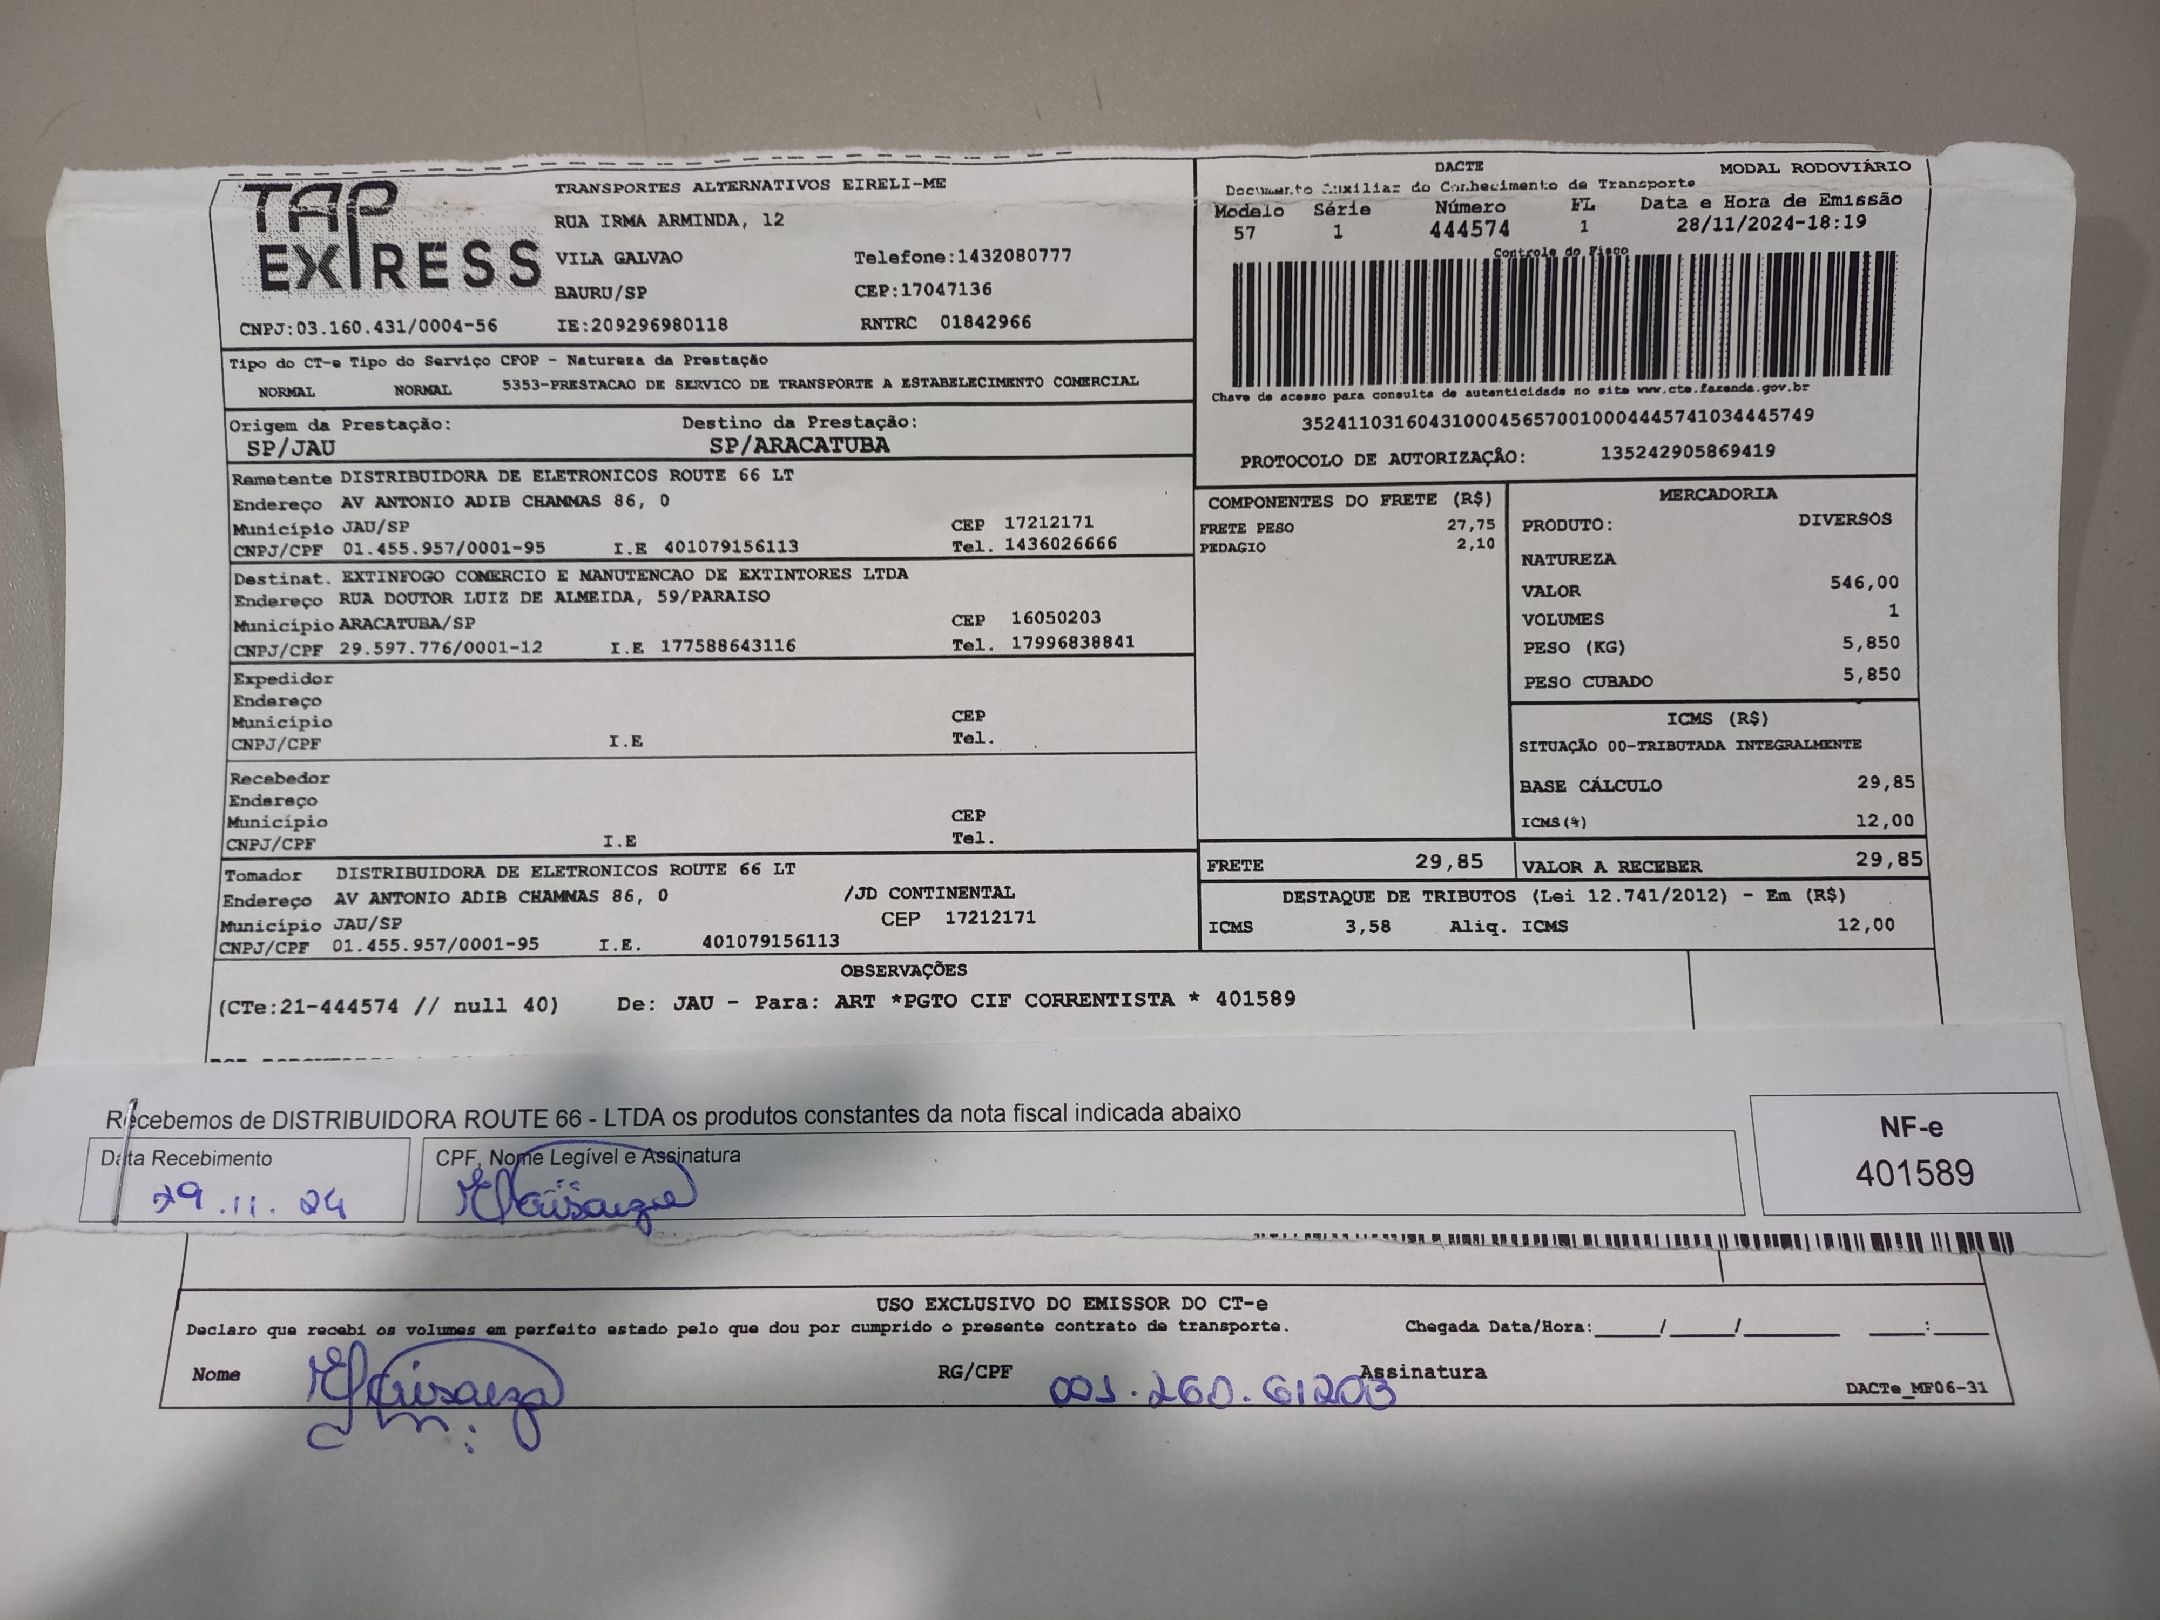 TAP EXPRESS
TRANSPORTES ALTERNATIVOS EIRELI-ME
RUA IRMA ARMINDA, 12
VILA GALVAO Telefone:1432080777
BAURU/SP CEP:17047136
CNPJ:03.160.431/0004-56 IE:209296980118 RNTRC 01842966
DACTE MODAL RODOVIÁRIO
Documento Auxiliar do Conhecimento de Transporte
Modelo Série Número FL Data e Hora de Emissão
57 1 444574 1 28/11/2024-18:19
Controle do Fisco
Chave de acesso para consulta de autenticidade no site www.cte.fazenda.gov.br
35241103160431000456570010004445741034445749
PROTOCOLO DE AUTORIZAÇÃO: 135242905869419
Tipo do CT-e Tipo do Serviço CFOP - Natureza da Prestação
NORMAL NORMAL 5353-PRESTACAO DE SERVICO DE TRANSPORTE A ESTABELECIMENTO COMERCIAL
Origem da Prestação: Destino da Prestação:
SP/JAU SP/ARACATUBA
Remetente DISTRIBUIDORA DE ELETRONICOS ROUTE 66 LT
Endereço AV ANTONIO ADIB CHAMMAS 86, 0
Município JAU/SP CEP 17212171
CNPJ/CPF 01.455.957/0001-95 I.E 401079156113 Tel. 1436026666
Destinat. EXTINFOGO COMERCIO E MANUTENCAO DE EXTINTORES LTDA
Endereço RUA DOUTOR LUIZ DE ALMEIDA, 59/PARAISO
Município ARACATUBA/SP CEP 16050203
CNPJ/CPF 29.597.776/0001-12 I.E 177588643116 Tel. 17996838841
Expedidor
Endereço
Município CEP
CNPJ/CPF I.E Tel.
Recebedor
Endereço
Município CEP
CNPJ/CPF I.E Tel.
Tomador DISTRIBUIDORA DE ELETRONICOS ROUTE 66 LT
Endereço AV ANTONIO ADIB CHAMMAS 86, 0 /JD CONTINENTAL
Município JAU/SP CEP 17212171
CNPJ/CPF 01.455.957/0001-95 I.E. 401079156113
COMPONENTES DO FRETE (R$)
FRETE PESO 27,75
PEDAGIO 2,10
MERCADORIA
PRODUTO: DIVERSOS
NATUREZA
VALOR 546,00
VOLUMES 1
PESO (KG) 5,850
PESO CUBADO 5,850
ICMS (R$)
SITUAÇÃO 00-TRIBUTADA INTEGRALMENTE
BASE CÁLCULO 29,85
ICMS(%) 12,00
FRETE 29,85 VALOR A RECEBER 29,85
DESTAQUE DE TRIBUTOS (Lei 12.741/2012) - Em (R$)
ICMS 3,58 Aliq. ICMS 12,00
OBSERVAÇÕES
(CTe:21-444574 // null 40) De: JAU - Para: ART *PGTO CIF CORRENTISTA * 401589
Recebemos de DISTRIBUIDORA ROUTE 66 - LTDA os produtos constantes da nota fiscal indicada abaixo
Data Recebimento CPF, Nome Legível e Assinatura
29.11.24
NF-e
401589
USO EXCLUSIVO DO EMISSOR DO CT-e
Declaro que recebi os volumes em perfeito estado pelo que dou por cumprido o presente contrato de transporte. Chegada Data/Hora:____/____/______ ____:____
Nome RG/CPF 001.260.61203 Assinatura
DACTe_MF06-31